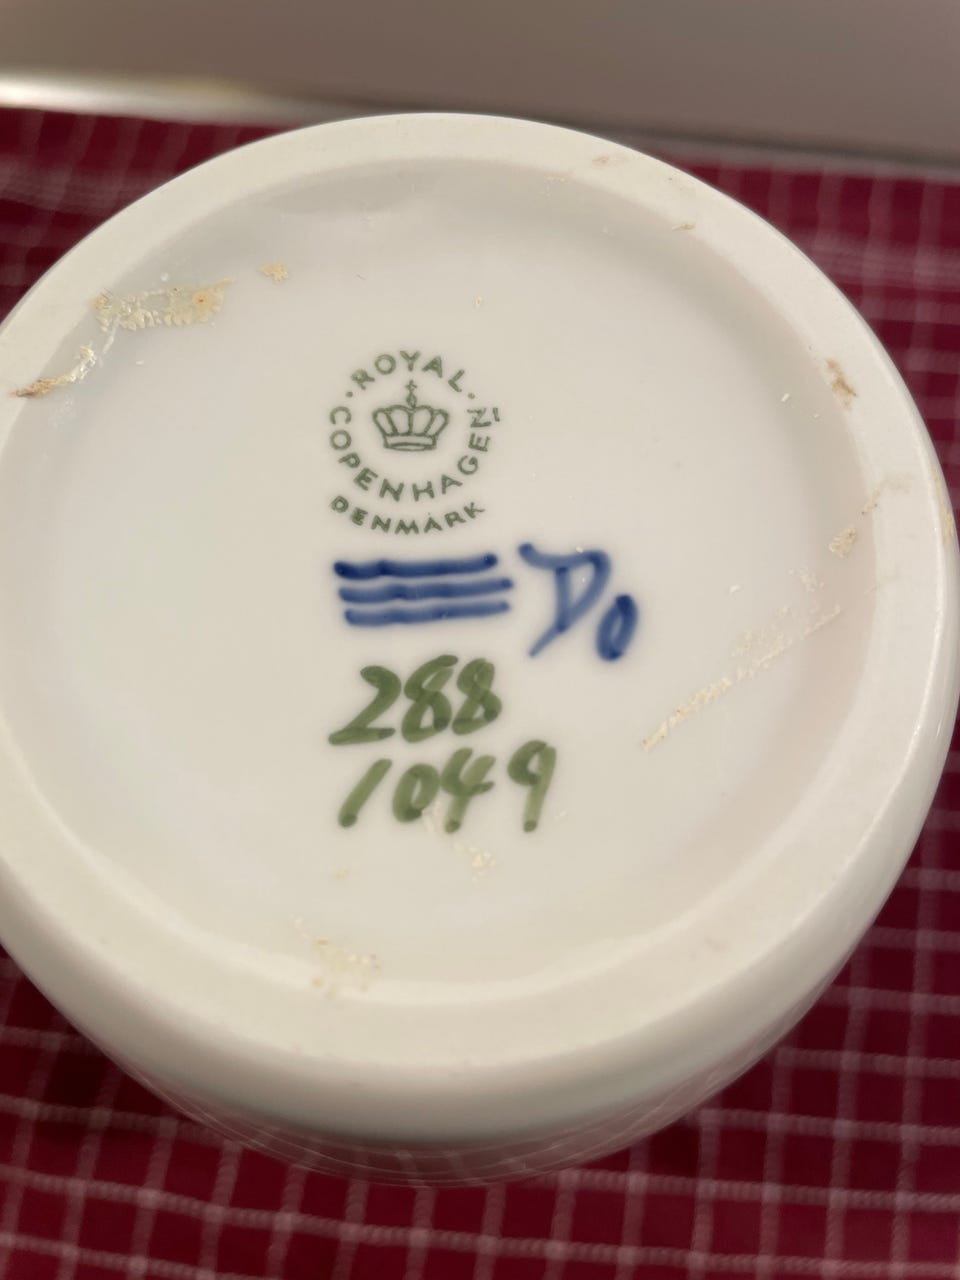 ROYAL
COPENHAGEN
DENMARK
Do
288
1049